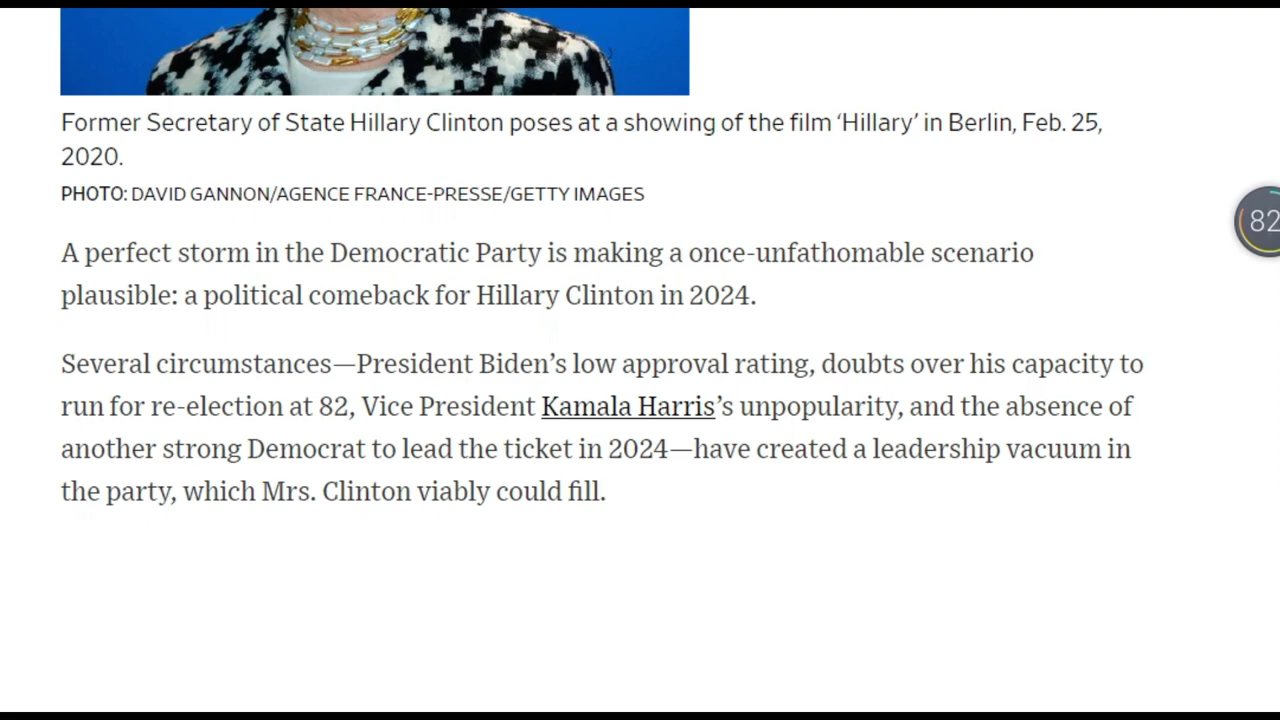 Former Secretary of State Hillary Clinton poses at a showing of the film ‘Hillary’ in Berlin, Feb. 25,
2020.
PHOTO: DAVID GANNON/AGENCE FRANCE-PRESSE/GETTY IMAGES
82
A perfect storm in the Democratic Party is making a once-unfathomable scenario
plausible: a political comeback for Hillary Clinton in 2024.
Several circumstances—President Biden’s low approval rating, doubts over his capacity to
run for re-election at 82, Vice President Kamala Harris’s unpopularity, and the absence of
another strong Democrat to lead the ticket in 2024—have created a leadership vacuum in
the party, which Mrs. Clinton viably could fill.